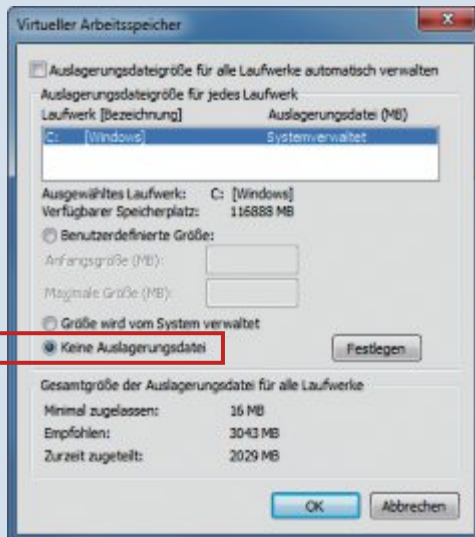 Virtueller Arbeitsspeicher
Auslagerungsdateigröße für alle Laufwerke automatisch verwalten
Auslagerungsdateigröße für jedes Laufwerk
Laufwerk [Bezeichnung] Auslagerungsdatei (MB)
C: [Windows] Systemverwaltet
Ausgewähltes Laufwerk: C: [Windows]
Verfügbarer Speicherplatz: 116888 MB
Benutzerdefinierte Größe:
Anfangsgröße (MB):
Maximale Größe (MB):
Größe wird vom System verwaltet
Keine Auslagerungsdatei Festlegen
Gesamtgröße der Auslagerungsdatei für alle Laufwerke
Minimal zugelassen: 16 MB
Empfohlen: 3043 MB
Zurzeit zugeteilt: 2029 MB
OK Abbrechen